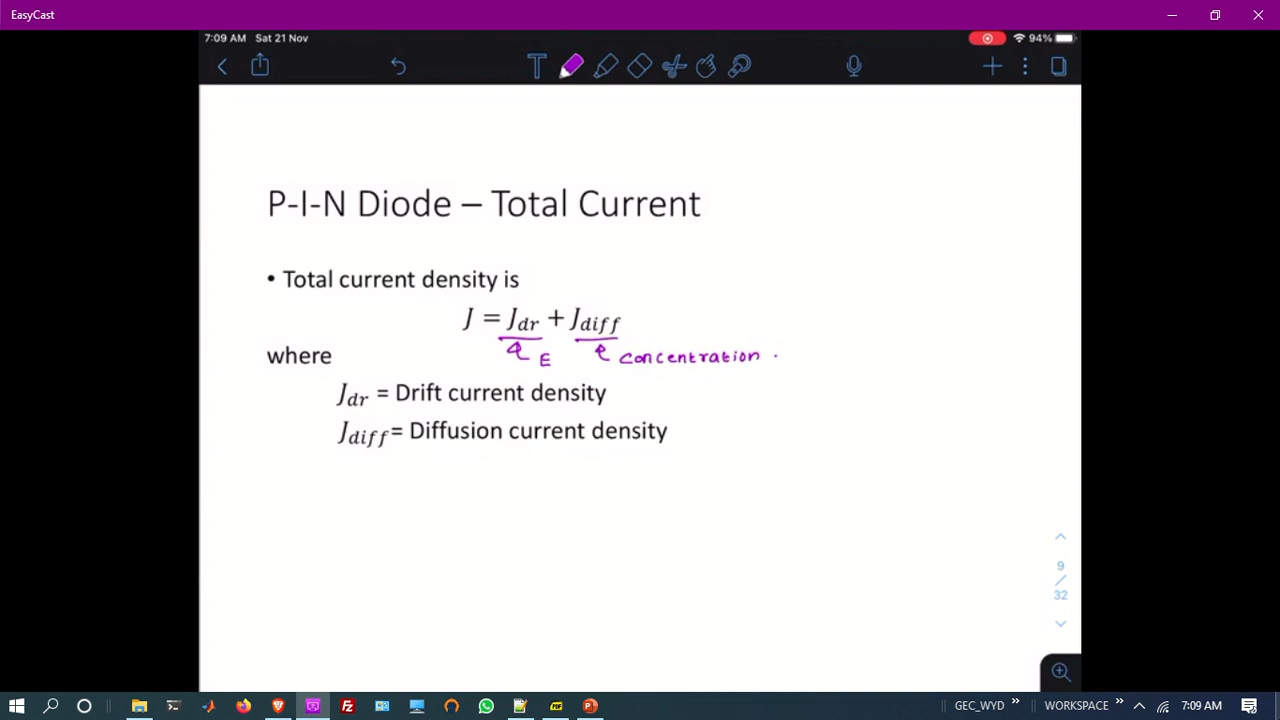 EasyCast
7:09 AM Sat 21 Nov
94%
T
P-I-N Diode – Total Current
• Total current density is
J = J_dr + J_diff
E concentration .
where
J_dr = Drift current density
J_diff= Diffusion current density
9
/
32
GEC_WYD » WORKSPACE » 7:09 AM